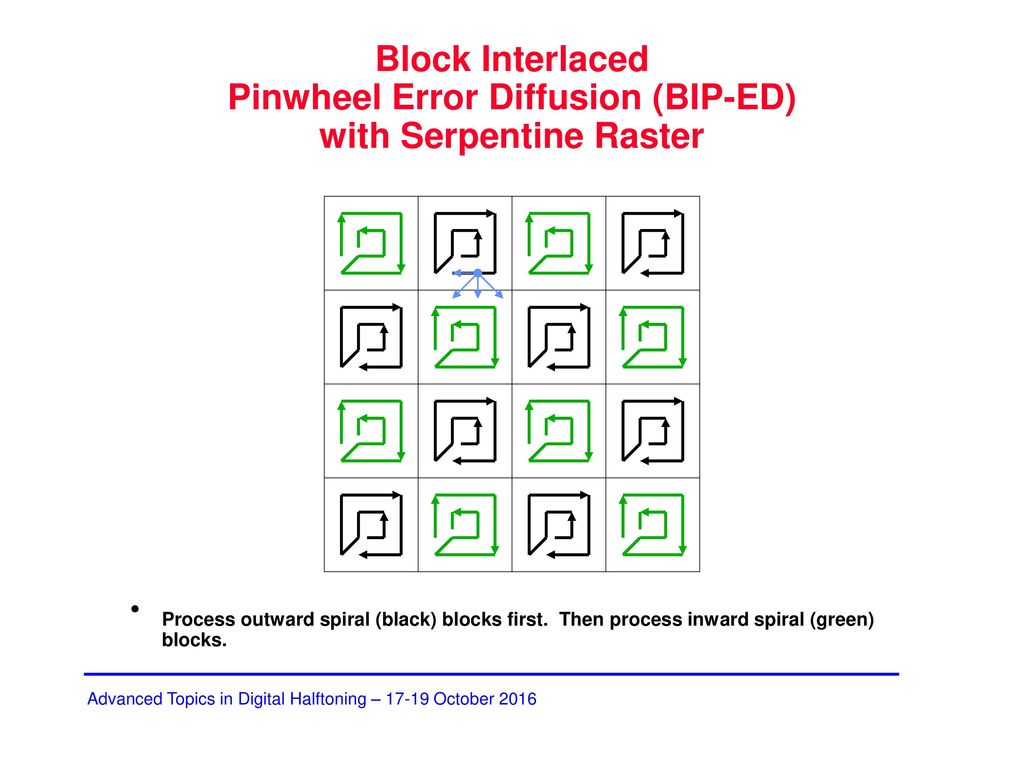 Block Interlaced
Pinwheel Error Diffusion (BIP-ED)
with Serpentine Raster
• Process outward spiral (black) blocks first.  Then process inward spiral (green)
blocks.
Advanced Topics in Digital Halftoning – 17-19 October 2016